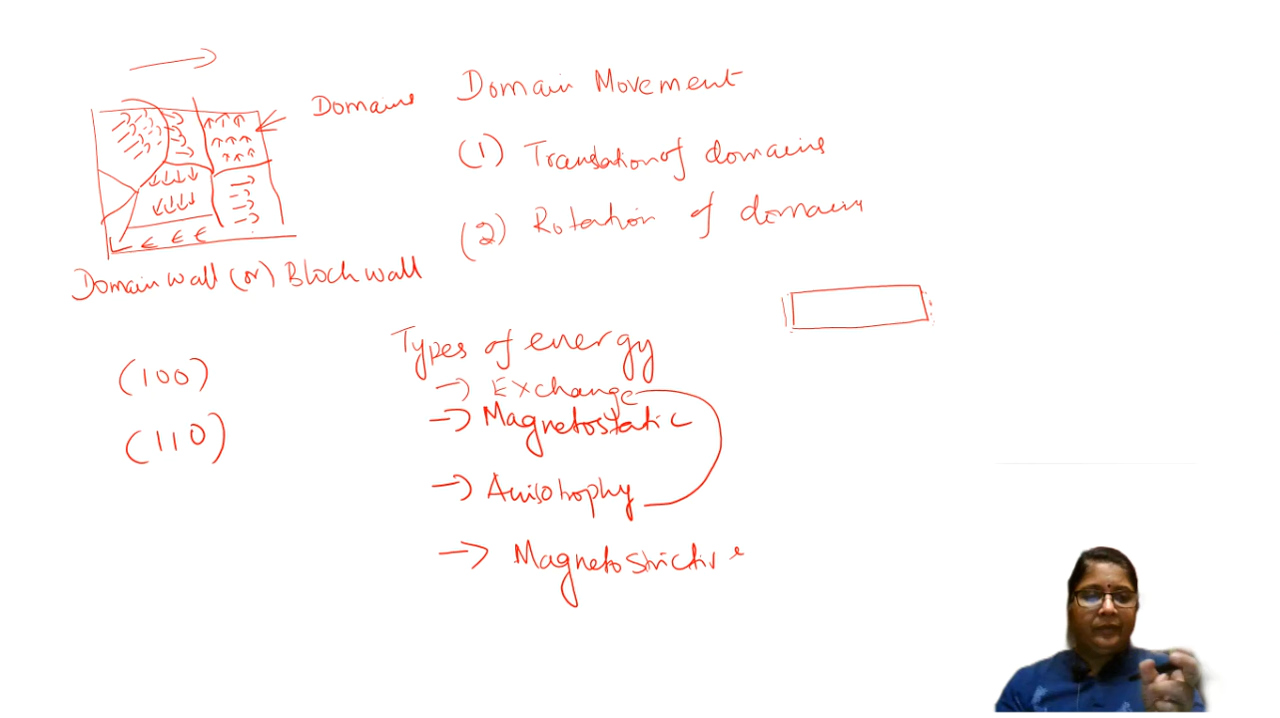 Domains
Domain Movement
(1) Translation of domains
(2) Rotation of domains
Domain wall (or) Bloch wall
(100)
(110)
Types of energy
→ Exchange
→ Magnetostatic
→ Anisotrophy
→ Magnetostrictive